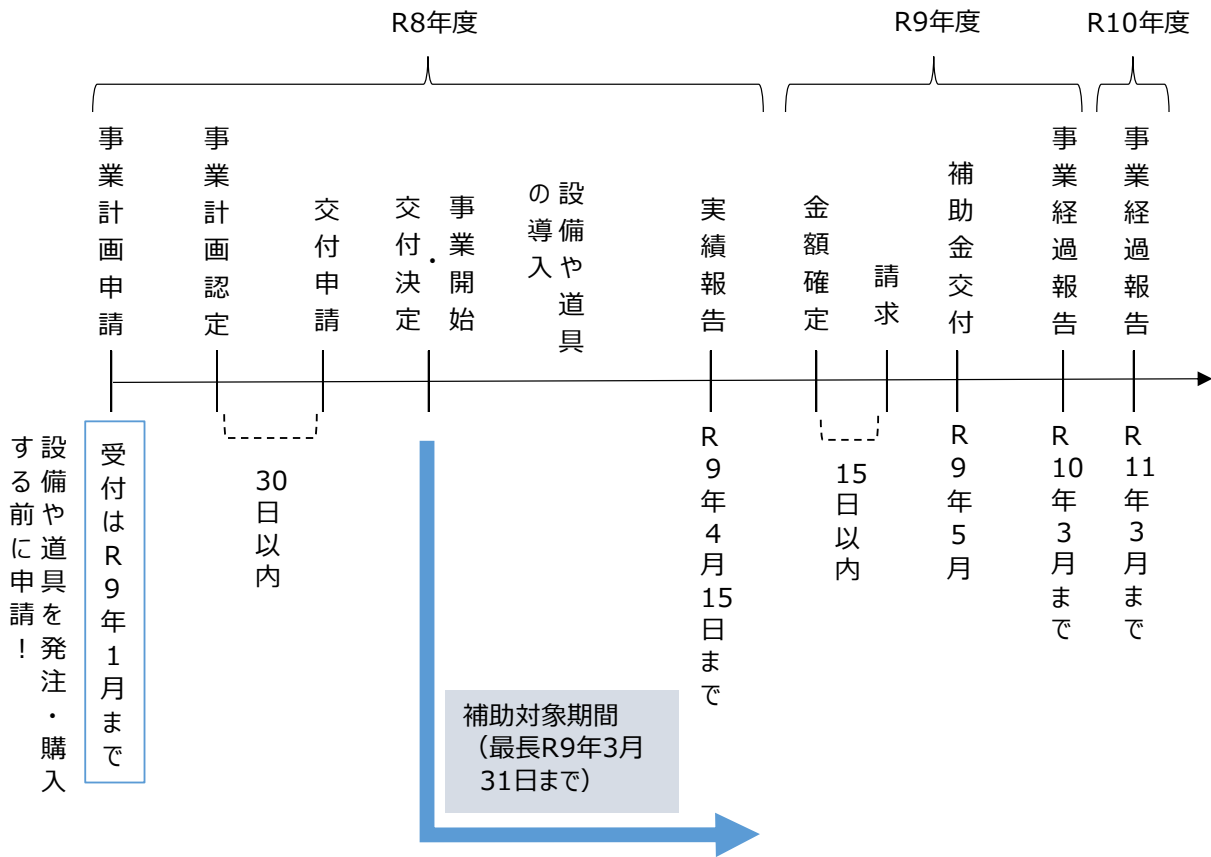 R8年度
R9年度
R10年度
事業計画申請
事業計画認定
交付申請
交付決定
・
事業開始
設備や道具
の導入
実績報告
金額確定
請求
補助金交付
事業経過報告
事業経過報告
設備や道具を発注・購入
する前に申請！
受付はR9年1月まで
30日以内
R9年4月15日まで
15日以内
R9年5月
R10年3月まで
R11年3月まで
補助対象期間
（最長R9年3月
31日まで）